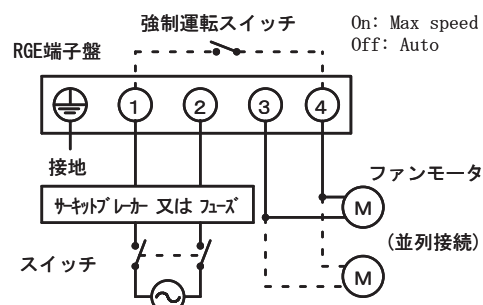 強制運転スイッチ
On: Max speed
Off: Auto
RGE端子盤
1 2 3 4
接地
ファンモータ
サーキットブレーカー 又は フューズ
M
(並列接続)
スイッチ
M